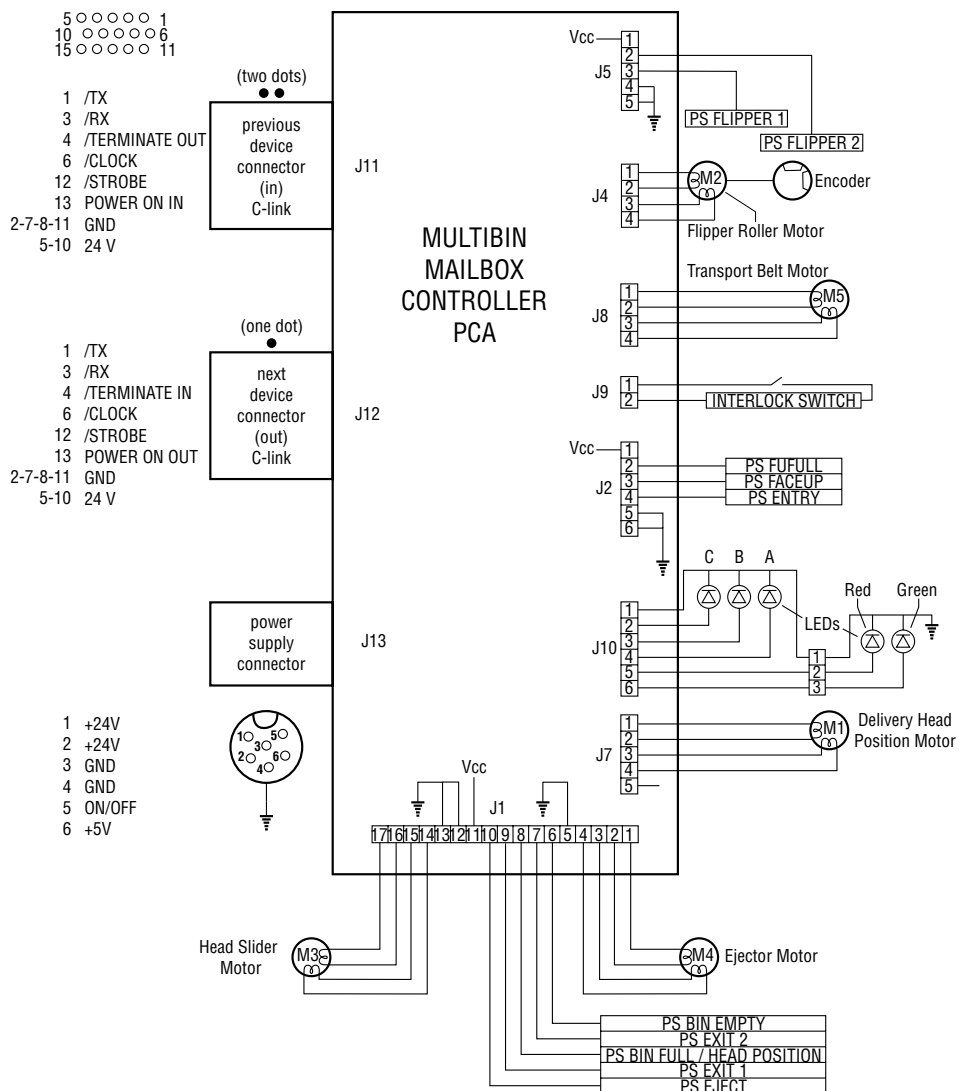 5 1
10 6
15 11
1 /TX
3 /RX
4 /TERMINATE OUT
6 /CLOCK
12 /STROBE
13 POWER ON IN
2-7-8-11 GND
5-10 24 V
(two dots)
previous
device
connector
(in)
C-link
J11
1 /TX
3 /RX
4 /TERMINATE IN
6 /CLOCK
12 /STROBE
13 POWER ON OUT
2-7-8-11 GND
5-10 24 V
(one dot)
next
device
connector
(out)
C-link
J12
power
supply
connector
J13
1 +24V
2 +24V
3 GND
4 GND
5 ON/OFF
6 +5V
1 5
3
2 6
4
MULTIBIN
MAILBOX
CONTROLLER
PCA
Vcc
J5
1
2
3
4
5
PS FLIPPER 1
PS FLIPPER 2
J4
1
2
3
4
M2
Encoder
Flipper Roller Motor
Transport Belt Motor
J8
1
2
3
4
M5
J9
1
2
INTERLOCK SWITCH
Vcc
J2
1
2
3
4
5
6
PS FUFULL
PS FACEUP
PS ENTRY
C B A
J10
1
2
3
4
5
6
LEDs
Red
Green
1
2
3
J7
1
2
3
4
5
M1
Delivery Head
Position Motor
Vcc
J1
17 16 15 14 13 12 11 10 9 8 7 6 5 4 3 2 1
Head Slider
Motor
M3
M4
Ejector Motor
PS BIN EMPTY
PS EXIT 2
PS BIN FULL / HEAD POSITION
PS EXIT 1
PS EJECT